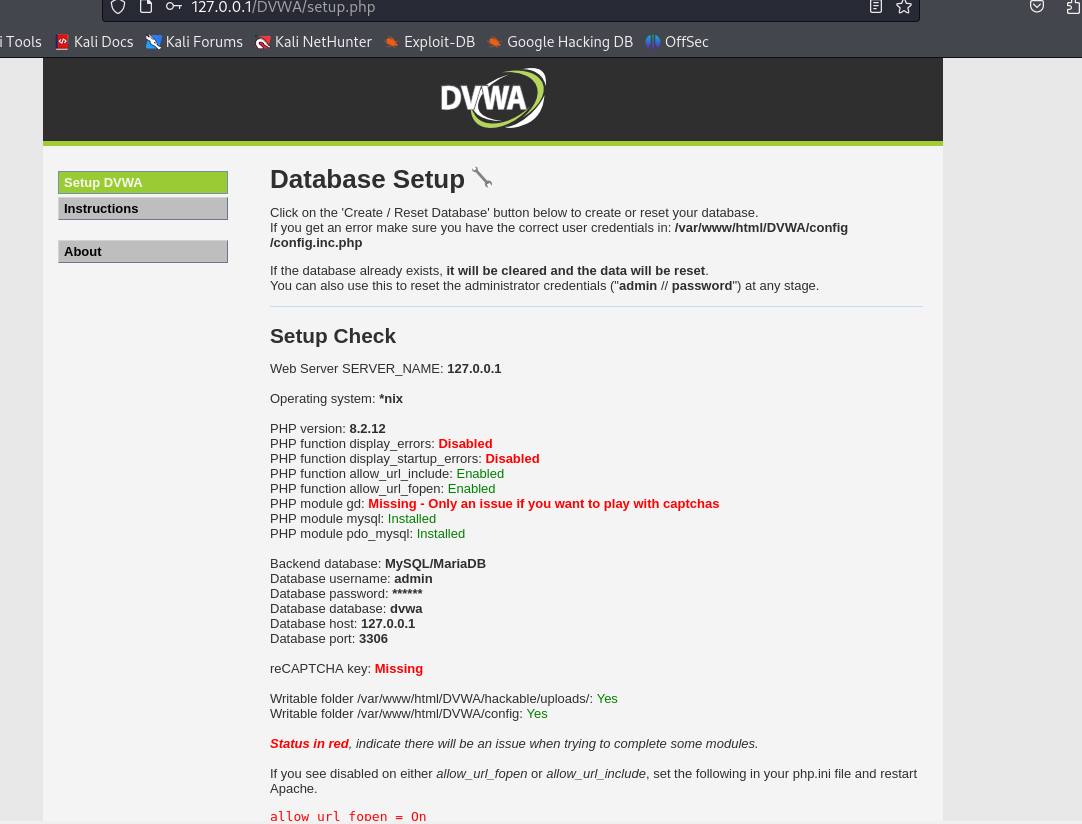 127.0.0.1/DVWA/setup.php
i Tools Kali Docs Kali Forums Kali NetHunter Exploit-DB Google Hacking DB OffSec
DVWA
Setup DVWA
Instructions
About
Database Setup
Click on the 'Create / Reset Database' button below to create or reset your database.
If you get an error make sure you have the correct user credentials in: /var/www/html/DVWA/config
/config.inc.php
If the database already exists, it will be cleared and the data will be reset.
You can also use this to reset the administrator credentials ("admin // password") at any stage.
Setup Check
Web Server SERVER_NAME: 127.0.0.1
Operating system: *nix
PHP version: 8.2.12
PHP function display_errors: Disabled
PHP function display_startup_errors: Disabled
PHP function allow_url_include: Enabled
PHP function allow_url_fopen: Enabled
PHP module gd: Missing - Only an issue if you want to play with captchas
PHP module mysql: Installed
PHP module pdo_mysql: Installed
Backend database: MySQL/MariaDB
Database username: admin
Database password: ******
Database database: dvwa
Database host: 127.0.0.1
Database port: 3306
reCAPTCHA key: Missing
Writable folder /var/www/html/DVWA/hackable/uploads/: Yes
Writable folder /var/www/html/DVWA/config: Yes
Status in red, indicate there will be an issue when trying to complete some modules.
If you see disabled on either allow_url_fopen or allow_url_include, set the following in your php.ini file and restart
Apache.
allow_url_fopen = On